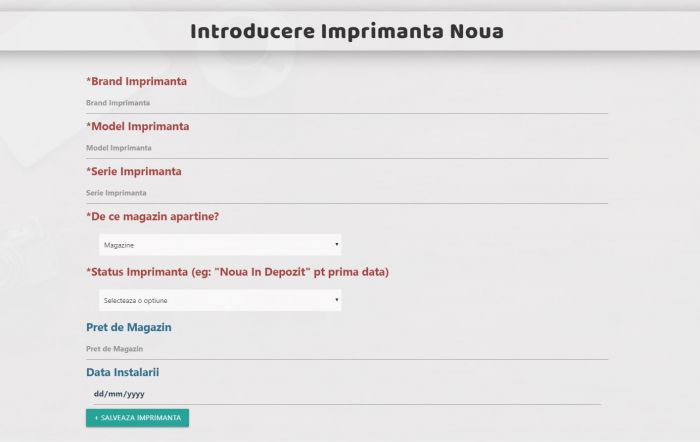 Introducere Imprimanta Noua
*Brand Imprimanta
Brand Imprimanta
*Model Imprimanta
Model Imprimanta
*Serie Imprimanta
Serie Imprimanta
*De ce magazin apartine?
Magazine
*Status Imprimanta (eg: "Noua In Depozit" pt prima data)
Selecteaza o optiune
Pret de Magazin
Pret de Magazin
Data Instalarii
dd/mm/yyyy
+ SALVEAZA IMPRIMANTA